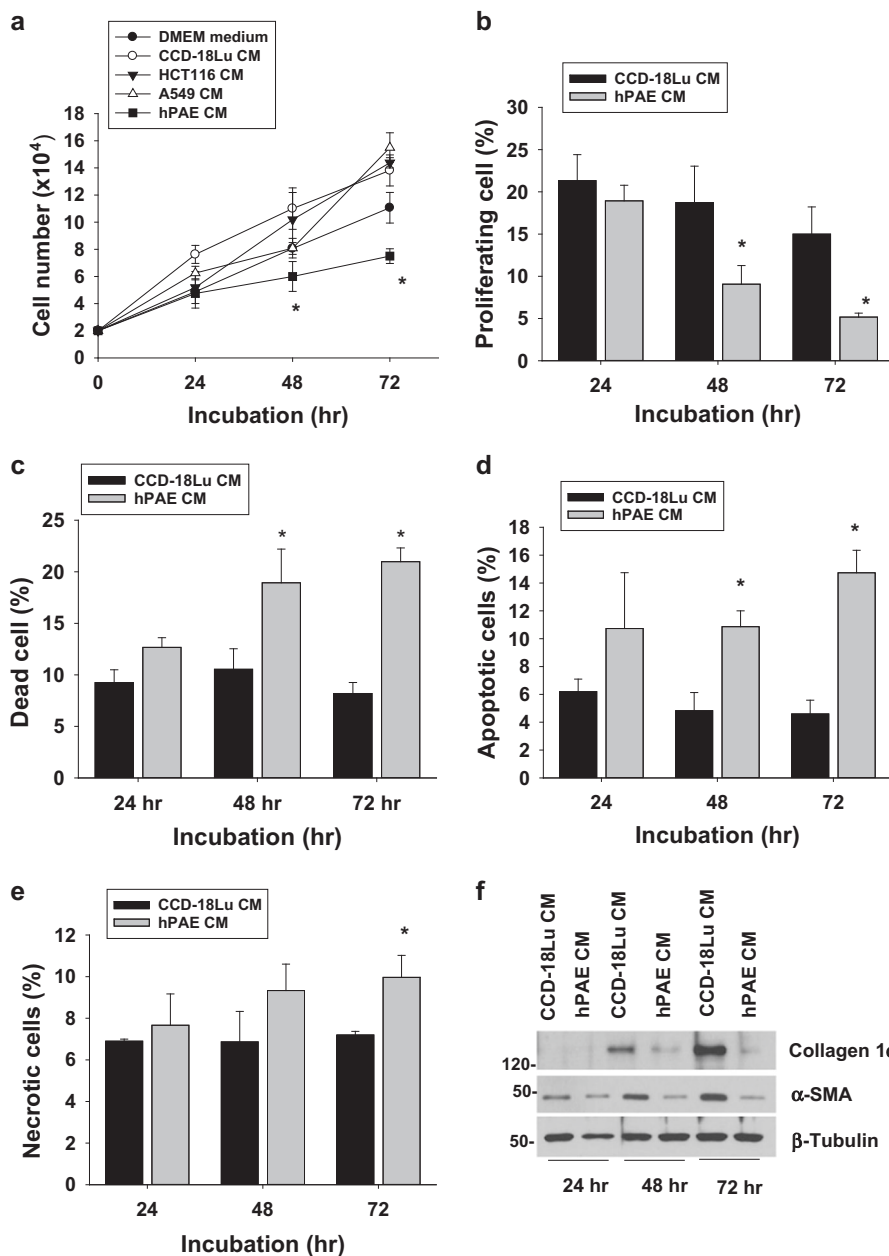 a
DMEM medium
CCD-18Lu CM
HCT116 CM
A549 CM
hPAE CM
Cell number (x10⁴)
18
16
14
12
10
8
6
4
2
0
*
*
0 24 48 72
Incubation (hr)
b
CCD-18Lu CM
hPAE CM
Proliferating cell (%)
30
25
20
15
10
5
0
*
*
24 48 72
Incubation (hr)
c
CCD-18Lu CM
hPAE CM
Dead cell (%)
25
20
15
10
5
0
* *
24 hr 48 hr 72 hr
Incubation (hr)
d
CCD-18Lu CM
hPAE CM
Apoptotic cells (%)
18
16
14
12
10
8
6
4
2
0
*
*
24 48 72
Incubation (hr)
e
CCD-18Lu CM
hPAE CM
Necrotic cells (%)
12
10
8
6
4
2
0
*
24 48 72
Incubation (hr)
f
CCD-18Lu CM
hPAE CM
CCD-18Lu CM
hPAE CM
CCD-18Lu CM
hPAE CM
120-
Collagen
50-
α-SMA
50-
β-Tubulin
24 hr 48 hr 72 hr